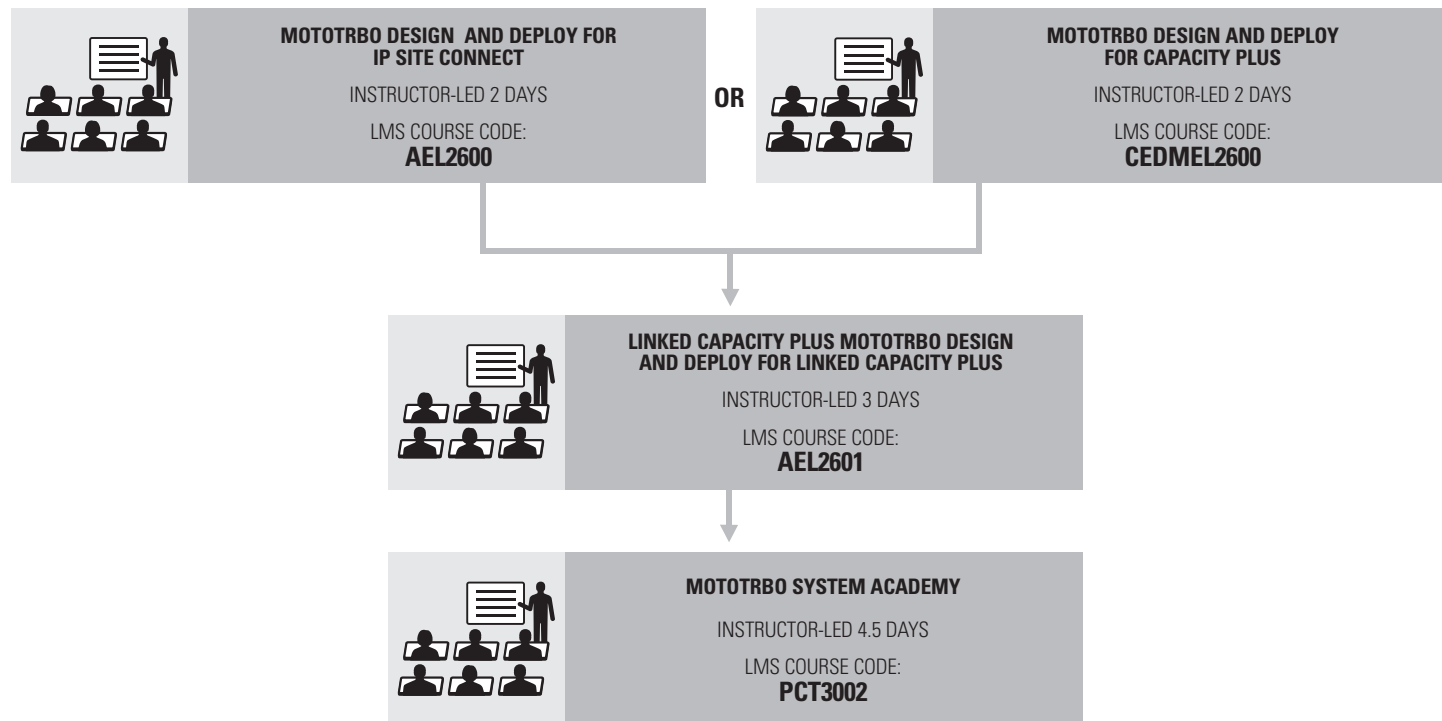 MOTOTRBO DESIGN AND DEPLOY FOR
IP SITE CONNECT
INSTRUCTOR-LED 2 DAYS
LMS COURSE CODE:
AEL2600
OR
MOTOTRBO DESIGN AND DEPLOY
FOR CAPACITY PLUS
INSTRUCTOR-LED 2 DAYS
LMS COURSE CODE:
CEDMEL2600
LINKED CAPACITY PLUS MOTOTRBO DESIGN
AND DEPLOY FOR LINKED CAPACITY PLUS
INSTRUCTOR-LED 3 DAYS
LMS COURSE CODE:
AEL2601
MOTOTRBO SYSTEM ACADEMY
INSTRUCTOR-LED 4.5 DAYS
LMS COURSE CODE:
PCT3002